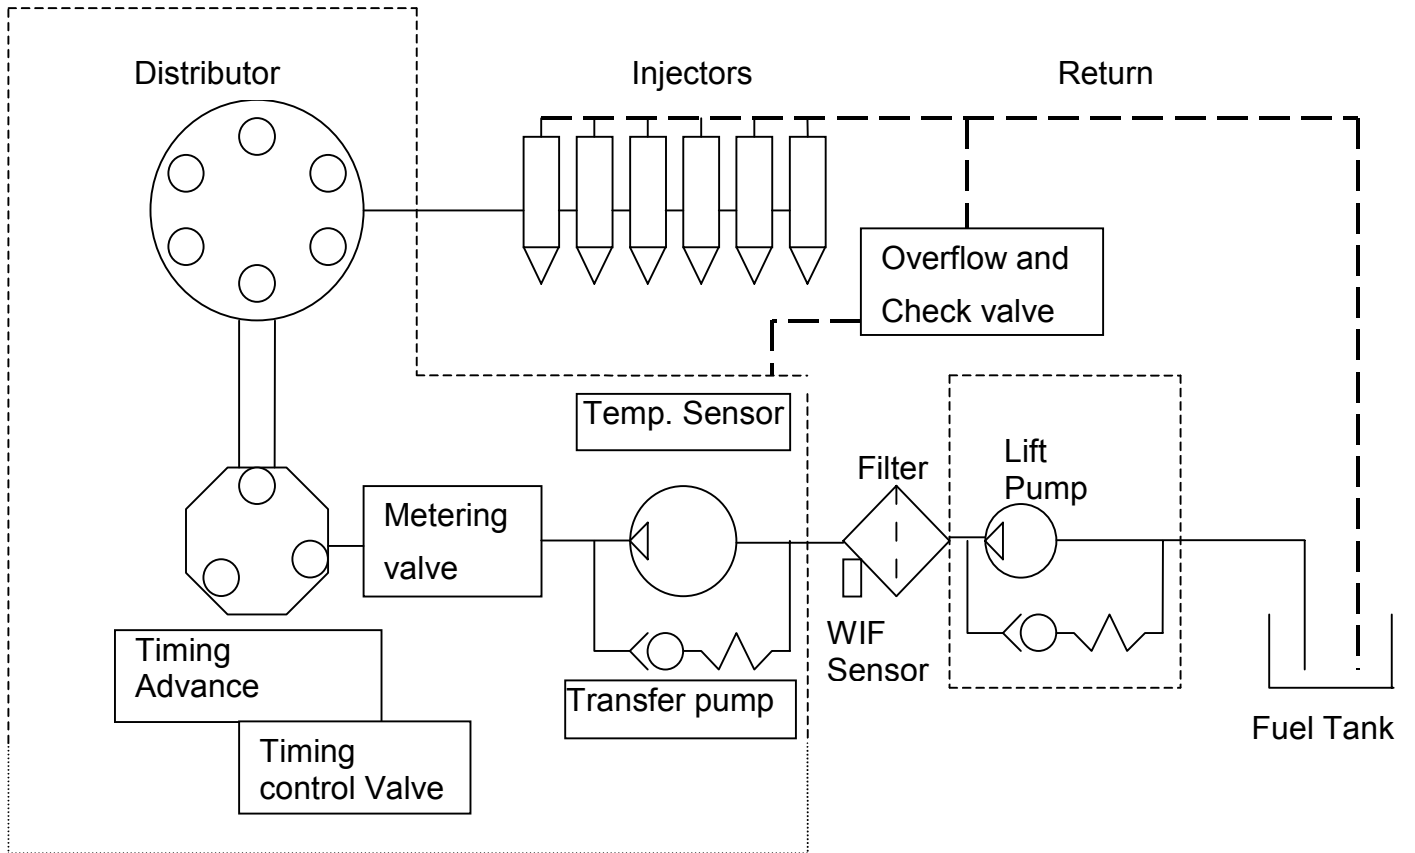 Distributor
Injectors
Return
Overflow and
Check valve
Temp. Sensor
Filter
Lift
Pump
Metering
valve
WIF
Sensor
Timing
Advance
Transfer pump
Fuel Tank
Timing
control Valve